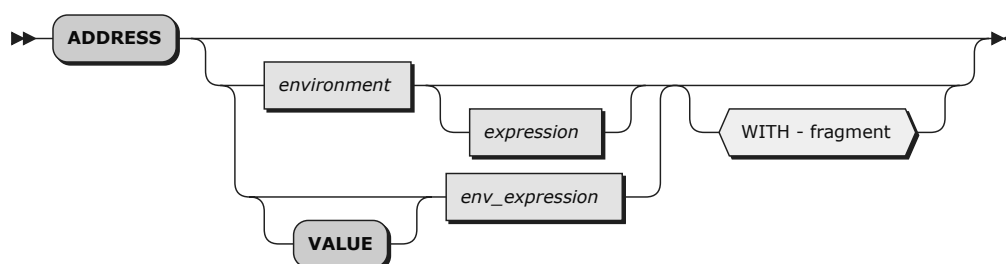 ADDRESS
environment
expression
WITH - fragment
env_expression
VALUE